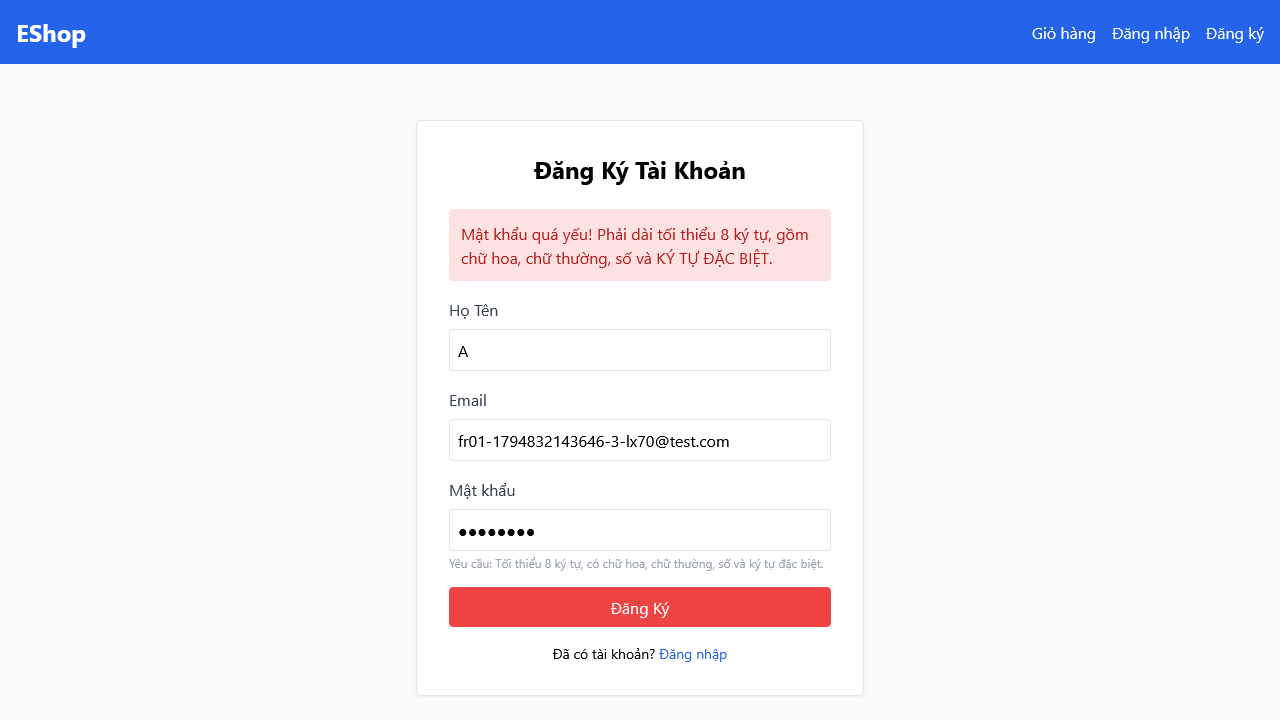 EShop
Giỏ hàng
Đăng nhập
Đăng ký
Đăng Ký Tài Khoản
Mật khẩu quá yếu! Phải dài tối thiểu 8 ký tự, gồm
chữ hoa, chữ thường, số và KÝ TỰ ĐẶC BIỆT.
Họ Tên
A
Email
fr01-1794832143646-3-lx70@test.com
Mật khẩu
••••••••
Yêu cầu: Tối thiểu 8 ký tự, có chữ hoa, chữ thường, số và ký tự đặc biệt.
Đăng Ký
Đã có tài khoản? Đăng nhập